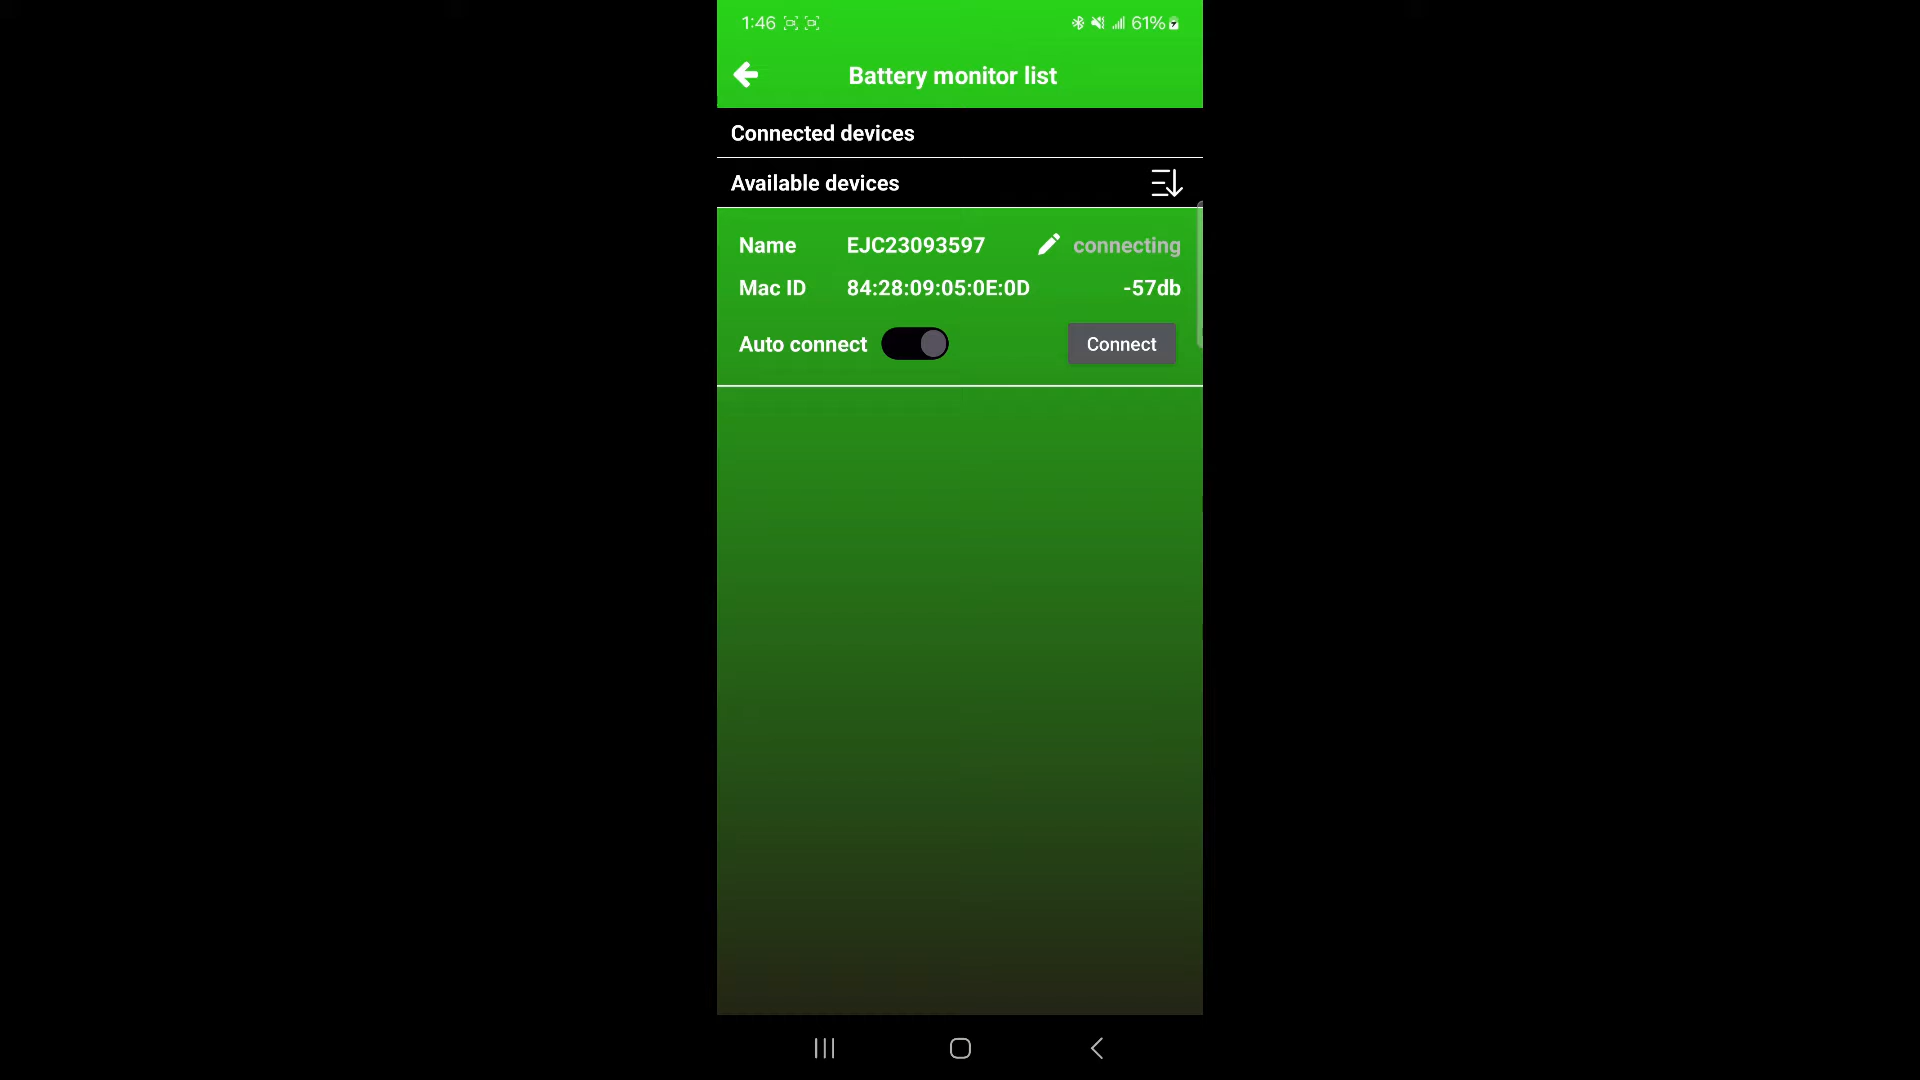 1:46 61%
Battery monitor list
Connected devices
Available devices
Name EJC23093597 connecting
Mac ID 84:28:09:05:0E:0D -57db
Auto connect Connect